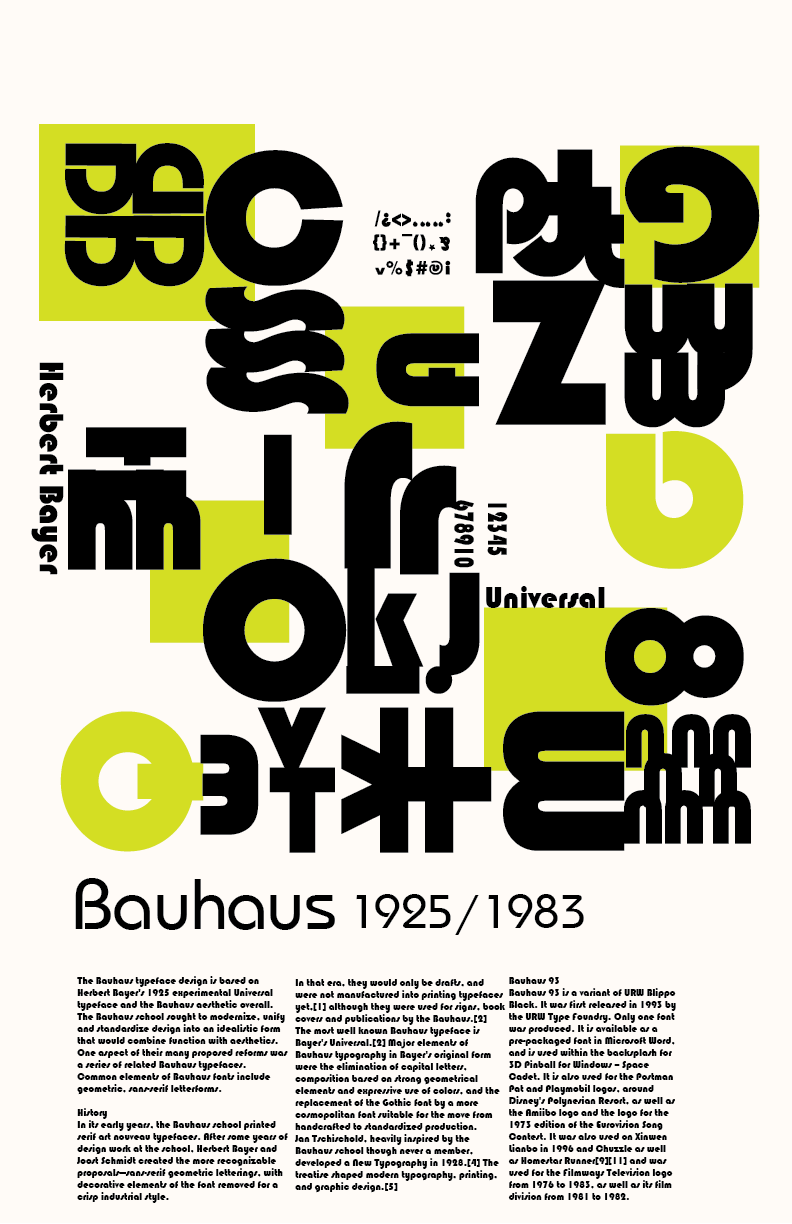 C
/¿<>.....:
%$#@¡
G
Z
Herbert Bayer
6
I
678910
12345
O
k
j
Universal
8
Bauhaus 1925/1983
The Bauhaus typeface design is based on
Herbert Bayer's 1925 experimental Universal
typeface and the Bauhaus aesthetic overall.
The Bauhaus school sought to modernize, unify
and standardize design into an idealistic form
that would combine function with aesthetics.
One aspect of their many proposed reforms was
a series of related Bauhaus typefaces.
Common elements of Bauhaus fonts include
geometric, sans-serif letterforms.
History
In its early years, the Bauhaus school printed
serif art nouveau typefaces. After some years of
design work at the school, Herbert Bayer and
Joost Schmidt created the more recognizable
proposals—sans-serif geometric letterings, with
decorative elements of the font removed for a
crisp industrial style.
In that era, they would only be drafts, and
were not manufactured into printing typefaces
yet,[1] although they were used for signs, book
covers and publications by the Bauhaus.[2]
The most well known Bauhaus typeface is
Bayer's Universal.[2] Major elements of
Bauhaus typography in Bayer's original form
were the elimination of capital letters,
composition based on strong geometrical
elements and expressive use of colors, and the
replacement of the Gothic font by a more
cosmopolitan font suitable for the move from
handcrafted to standardized production.
Jan Tschischold, heavily inspired by the
Bauhaus school though never a member,
developed a New Typography in 1928.[4] The
treatise shaped modern typography, printing,
and graphic design.[5]
Bauhaus 93
Bauhaus 93 is a variant of URW Blippo
Black. It was first released in 1993 by
the URW Type Foundry. Only one font
was produced. It is available as a
pre-packaged font in Microsoft Word,
and is used within the backsplash for
3D Pinball for Windows – Space
Cadet. It is also used for the Postman
Pat and Playmobil logos, around
Disney's Polynesian Resort, as well as
the Amiibo logo and the logo for the
1973 edition of the Eurovision Song
Contest. It was also used on Xinwen
Lianbo in 1996 and Chuzzle as well
as Homestar Runner[9][11] and was
used for the Filmways Television logo
from 1976 to 1983, as well as its film
division from 1981 to 1982.